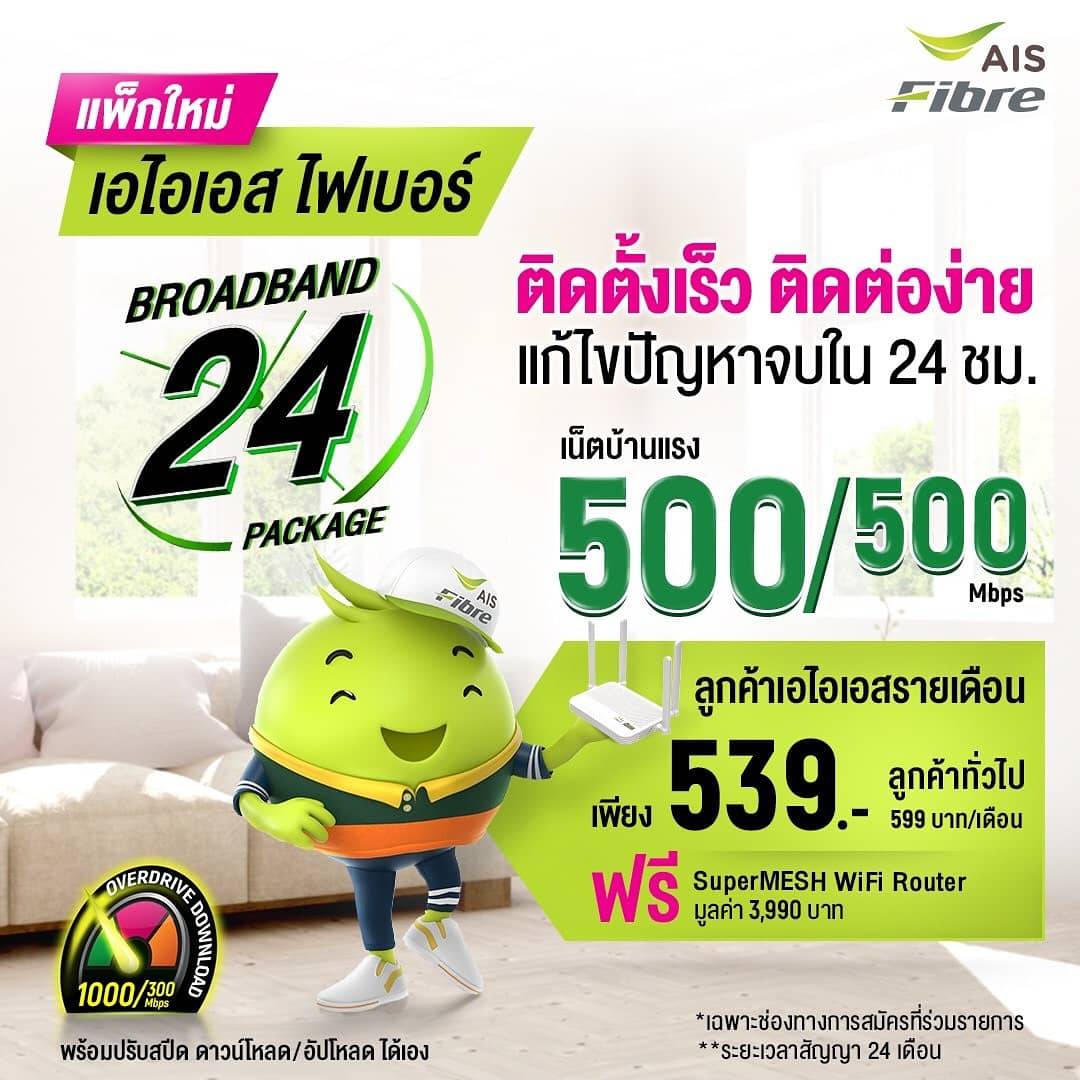 AIS
Fibre
แพ็กใหม่
เอไอเอส ไฟเบอร์
BROADBAND
24
PACKAGE
ติดตั้งเร็ว ติดต่อง่าย
แก้ไขปัญหาจบใน 24 ชม.
เน็ตบ้านแรง
500/500
Mbps
AIS
Fibre
ลูกค้าเอไอเอสรายเดือน
เพียง 539.-
ลูกค้าทั่วไป
599 บาท/เดือน
ฟรี
SuperMESH WiFi Router
มูลค่า 3,990 บาท
OVERDRIVE DOWNLOAD
1000/300
Mbps
พร้อมปรับสปีด ดาวน์โหลด/อัปโหลด ได้เอง
*เฉพาะช่องทางการสมัครที่ร่วมรายการ
**ระยะเวลาสัญญา 24 เดือน